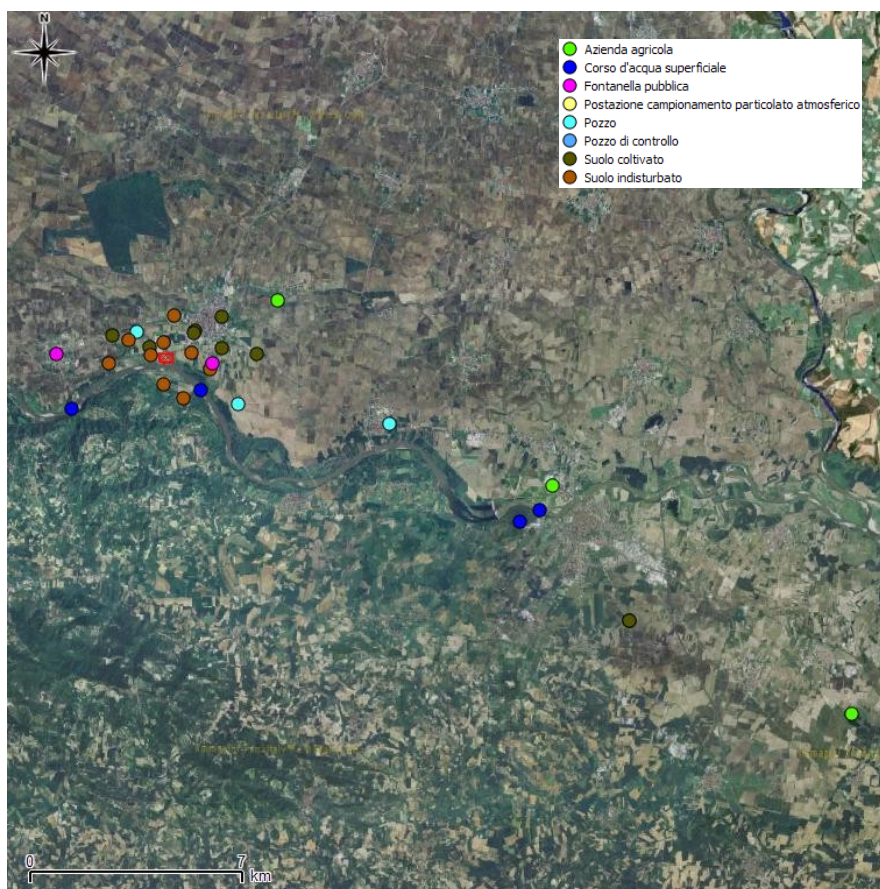 N
Azienda agricola
Corso d'acqua superficiale
Fontanella pubblica
Postazione campionamento particolato atmosferico
Pozzo
Pozzo di controllo
Suolo coltivato
Suolo indisturbato
0 7
km